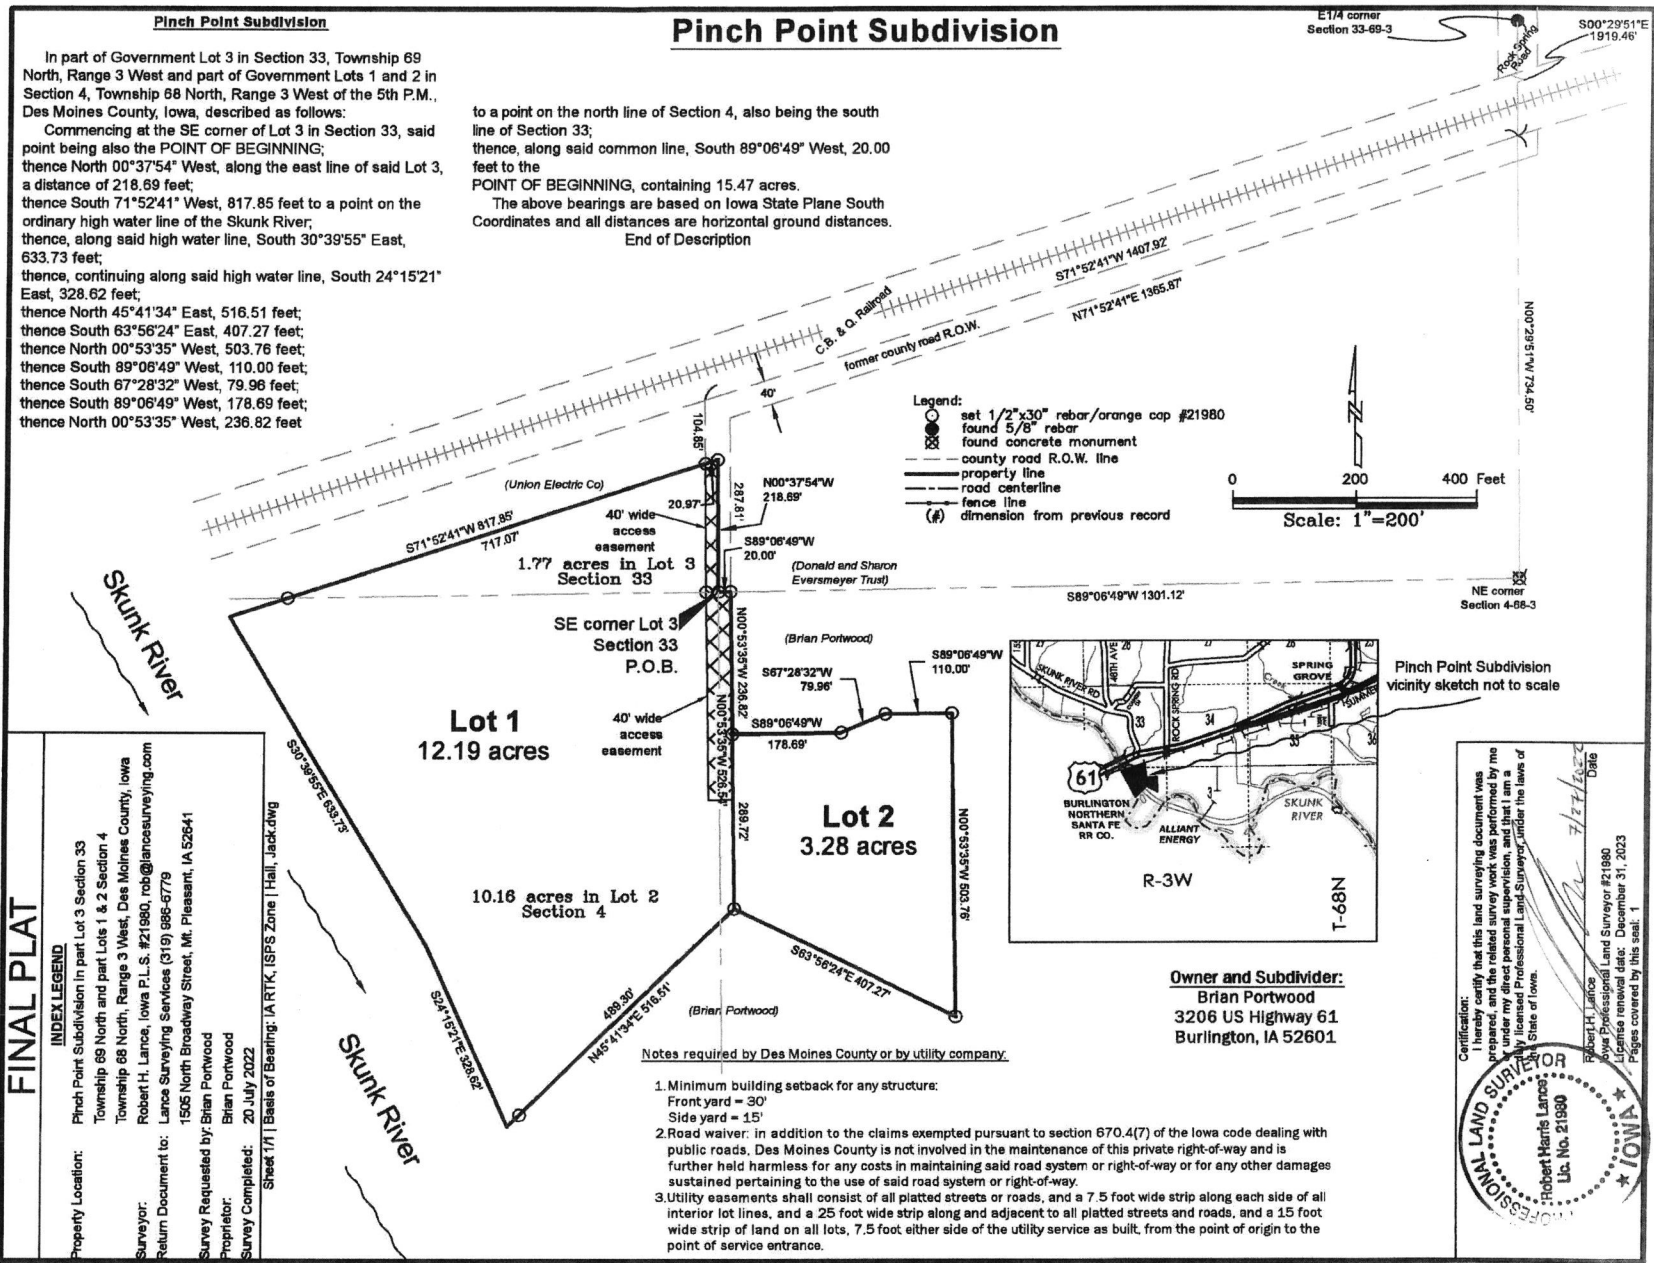 Pinch Point Subdivision
Pinch Point Subdivision
In part of Government Lot 3 in Section 33, Township 69
North, Range 3 West and part of Government Lots 1 and 2 in
Section 4, Township 68 North, Range 3 West of the 5th P.M.,
Des Moines County, Iowa, described as follows:
Commencing at the SE corner of Lot 3 in Section 33, said
point being also the POINT OF BEGINNING;
thence North 00°37'54" West, along the east line of said Lot 3,
a distance of 218.69 feet;
thence South 71°52'41" West, 817.85 feet to a point on the
ordinary high water line of the Skunk River;
thence, along said high water line, South 30°39'55" East,
633.73 feet;
thence, continuing along said high water line, South 24°15'21"
East, 328.62 feet;
thence North 45°41'34" East, 516.51 feet;
thence South 63°56'24" East, 407.27 feet;
thence North 00°53'35" West, 503.76 feet;
thence South 89°06'49" West, 110.00 feet;
thence South 67°28'32" West, 79.96 feet;
thence South 89°06'49" West, 178.69 feet;
thence North 00°53'35" West, 236.82 feet
to a point on the north line of Section 4, also being the south
line of Section 33;
thence, along said common line, South 89°06'49" West, 20.00
feet to the
POINT OF BEGINNING, containing 15.47 acres.
The above bearings are based on Iowa State Plane South
Coordinates and all distances are horizontal ground distances.
End of Description
E1/4 corner
Section 33-69-3
Rock Spring
Road
S00°29'51"E
1919.46'
S71°52'41"W 1407.92'
N71°52'41"E 1365.87'
C.B. & Q. Railroad
former county road R.O.W.
40'
N00°29'51"W 734.50'
Legend:
set 1/2"x30" rebar/orange cap #21980
found 5/8" rebar
found concrete monument
county road R.O.W. line
property line
road centerline
fence line
(#) dimension from previous record
N
0 200 400 Feet
Scale: 1"=200'
104.85'
(Union Electric Co)
S71°52'41"W 817.85'
717.07'
20.97'
287.81'
N00°37'54"W
218.69'
40' wide
access
easement
S89°06'49"W
20.00'
1.77 acres in Lot 3
Section 33
(Donald and Sharon
Eversmeyer Trust)
S89°06'49"W 1301.12'
NE corner
Section 4-68-3
SE corner Lot 3
Section 33
P.O.B.
N00°53'35"W 236.82'
(Brian Portwood)
S67°28'32"W
79.96'
S89°06'49"W
110.00'
40' wide
access
easement
N00°53'35"W 526.54'
S89°06'49"W
178.69'
Lot 1
12.19 acres
289.72'
Lot 2
3.28 acres
N00°53'35"W 503.76'
10.16 acres in Lot 2
Section 4
S63°56'24"E 407.27'
489.30'
N45°41'34"E 516.51'
(Brian Portwood)
Skunk River
S30°39'55"E 633.73'
S24°15'21"E 328.62'
Skunk River
SKUNK RIVER RD
48TH AVE
ROCK SPRING RD
27
28
27
26
25
Creek
SPRING
GROVE
SUMMER
33
34
35
36
1
3
61
BURLINGTON
NORTHERN
SANTA FE
RR CO.
ALLIANT
ENERGY
SKUNK
RIVER
R-3W
T-68N
Pinch Point Subdivision
vicinity sketch not to scale
Owner and Subdivider:
Brian Portwood
3206 US Highway 61
Burlington, IA 52601
Notes required by Des Moines County or by utility company:
1. Minimum building setback for any structure:
Front yard = 30'
Side yard = 15'
2. Road waiver: in addition to the claims exempted pursuant to section 670.4(7) of the Iowa code dealing with
public roads, Des Moines County is not involved in the maintenance of this private right-of-way and is
further held harmless for any costs in maintaining said road system or right-of-way or for any other damages
sustained pertaining to the use of said road system or right-of-way.
3. Utility easements shall consist of all platted streets or roads, and a 7.5 foot wide strip along each side of all
interior lot lines, and a 25 foot wide strip along and adjacent to all platted streets and roads, and a 15 foot
wide strip of land on all lots, 7.5 foot either side of the utility service as built, from the point of origin to the
point of service entrance.
FINAL PLAT
INDEX LEGEND
Property Location: Pinch Point Subdivision in part Lot 3 Section 33
Township 69 North and part Lots 1 & 2 Section 4
Township 68 North, Range 3 West, Des Moines County, Iowa
Surveyor: Robert H. Lance, Iowa P.L.S. #21980, rob@lancesurveying.com
Return Document to: Lance Surveying Services (319) 986-6779
1505 North Broadway Street, Mt. Pleasant, IA 52641
Survey Requested by: Brian Portwood
Proprietor: Brian Portwood
Survey Completed: 20 July 2022
Sheet 1/1 | Basis of Bearing: IA RTK, ISPS Zone | Hall, Jack.dwg
Certification:
I hereby certify that this land surveying document was
prepared, and the related survey work was performed by me
or under my direct personal supervision, and that I am a
duly licensed Professional Land Surveyor under the laws of
the State of Iowa.
7/27/2022
Robert H. Lance Date
Iowa Professional Land Surveyor #21980
License renewal date: December 31, 2023
Pages covered by this seal: 1
PROFESSIONAL LAND SURVEYOR
Robert Harris Lance
Lic. No. 21980
★ IOWA ★